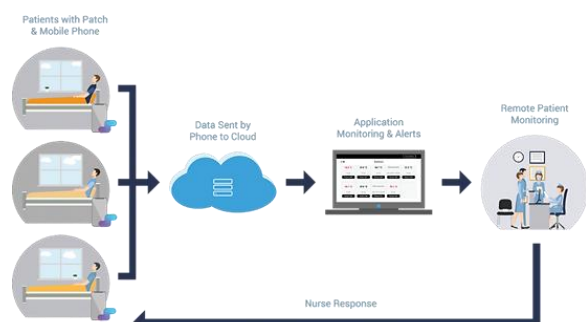 Patients with Patch
& Mobile Phone
Data Sent by
Phone to Cloud
Application
Monitoring & Alerts
Remote Patient
Monitoring
Nurse Response